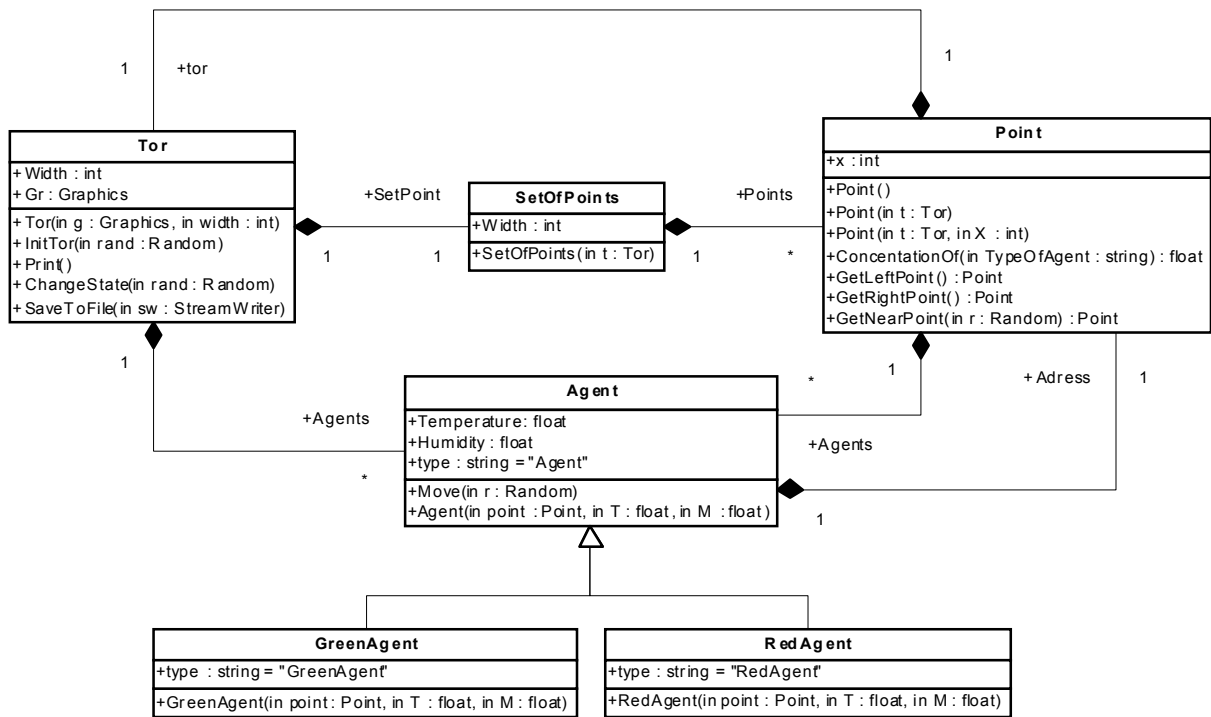 1
+tor
1
Tor
+Width : int
+Gr : Graphics
+Tor(in g : Graphics, in width : int)
+InitTor(in rand : Random)
+Print()
+ChangeState(in rand : Random)
+SaveToFile(in sw : StreamWriter)
+SetPoint
1
1
SetOfPoints
+Width : int
+SetOfPoints(in t : Tor)
+Points
1
*
Point
+x : int
+Point()
+Point(in t : Tor)
+Point(in t : Tor, in X : int)
+ConcentationOf(in TypeOfAgent : string) : float
+GetLeftPoint() : Point
+GetRightPoint() : Point
+GetNearPoint(in r : Random) : Point
1
+Agents
*
Agent
+Temperature : float
+Humidity : float
+type : string = "Agent"
+Move(in r : Random)
+Agent(in point : Point, in T : float, in M : float)
*
1
+Agents
+Adress
1
1
GreenAgent
+type : string = "GreenAgent"
+GreenAgent(in point : Point, in T : float, in M : float)
RedAgent
+type : string = "RedAgent"
+RedAgent(in point : Point, in T : float, in M : float)